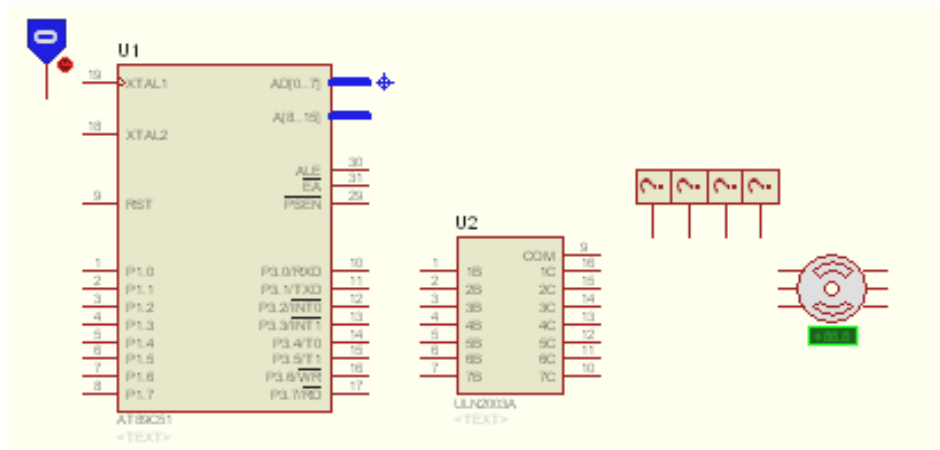 0
U1
19 XTAL1 AD[0..7]
A[8..15]
18 XTAL2
ALE 30
EA 31
9 RST PSEN 29
1 P1.0 P3.0/RXD 10
2 P1.1 P3.1/TXD 11
3 P1.2 P3.2/INT0 12
4 P1.3 P3.3/INT1 13
5 P1.4 P3.4/T0 14
6 P1.5 P3.5/T1 15
7 P1.6 P3.6/WR 16
8 P1.7 P3.7/RD 17
AT89C51
<TEXT>
U2
COM 9
1 1B 1C 16
2 2B 2C 15
3 3B 3C 14
4 4B 4C 13
5 5B 5C 12
6 6B 6C 11
7 7B 7C 10
ULN2003A
<TEXT>
? ? ? ?